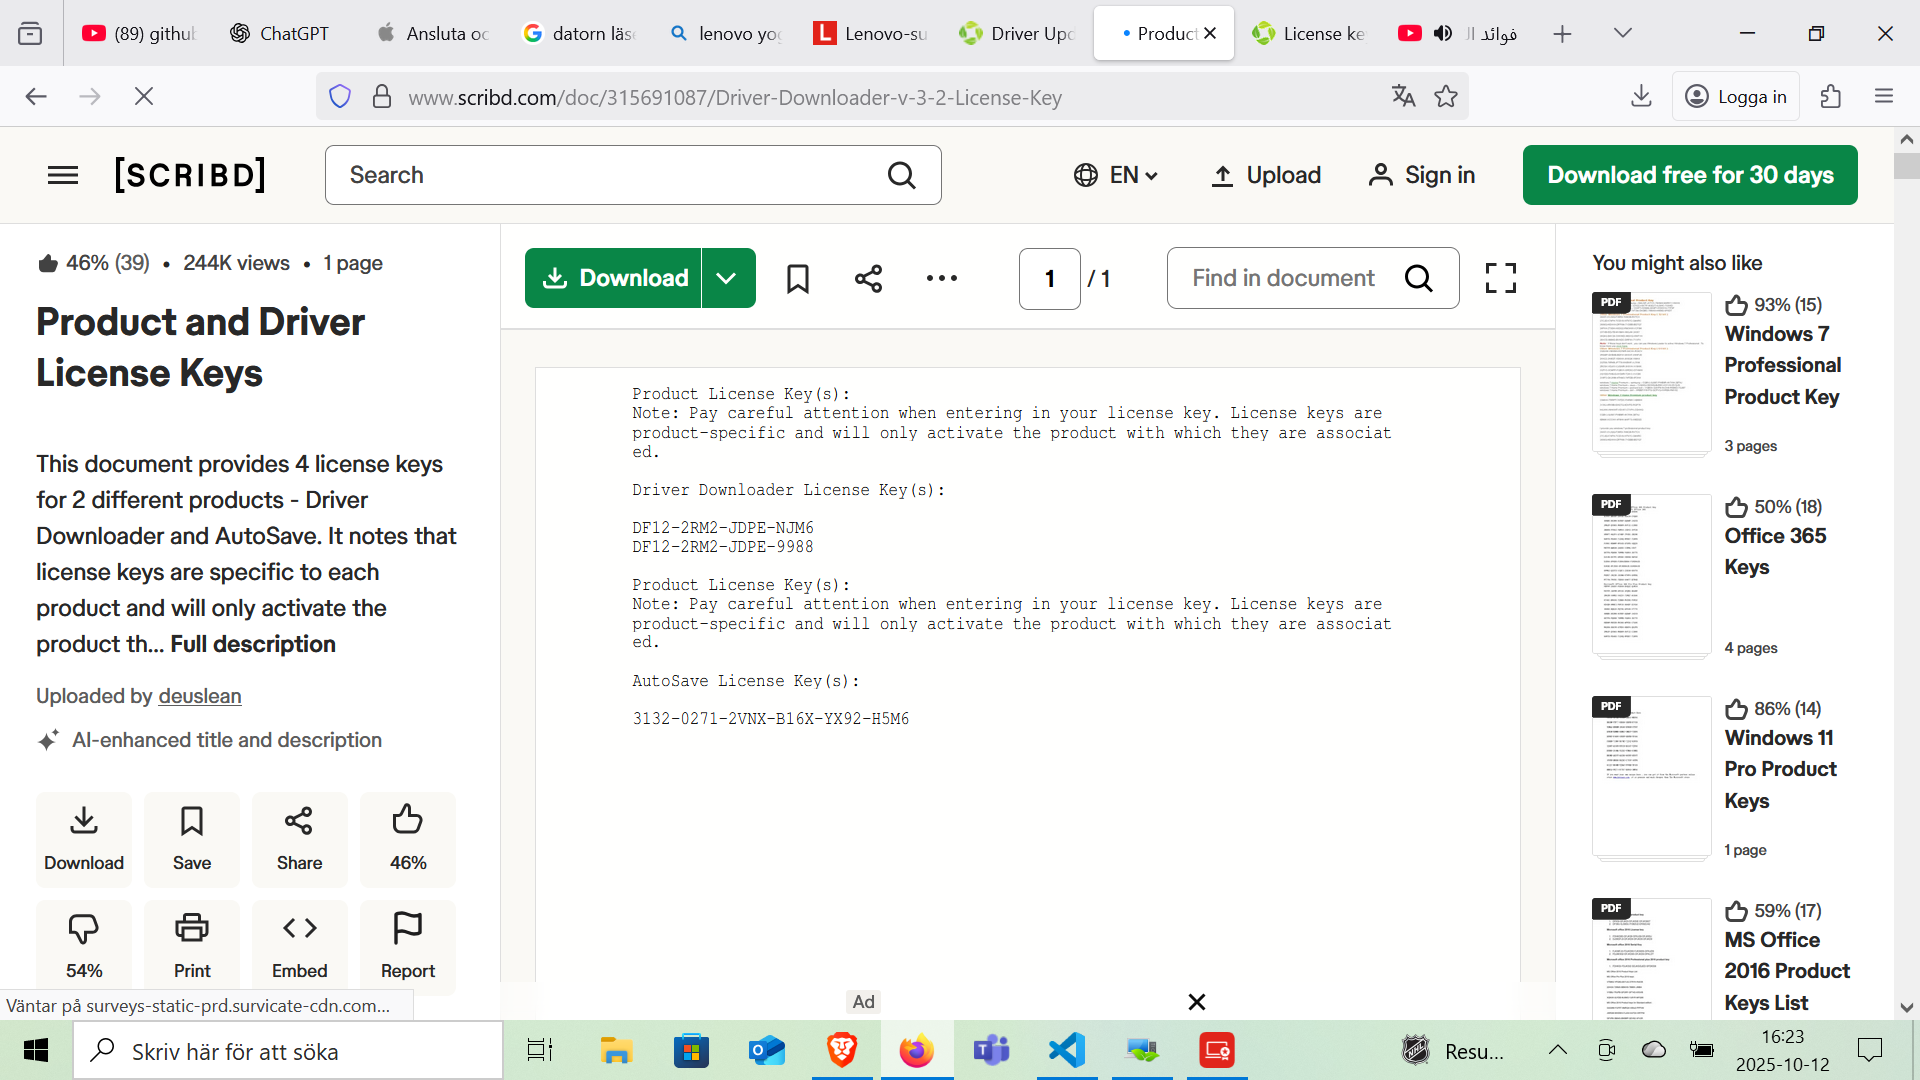 (89) github
ChatGPT
Ansluta oc
datorn läse
lenovo yog
Lenovo-su
Driver Upd
Product
License ke
فوائد ال
www.scribd.com/doc/315691087/Driver-Downloader-v-3-2-License-Key
Logga in
[SCRIBD]
Search
EN
Upload
Sign in
Download free for 30 days
46% (39) • 244K views • 1 page
Product and Driver
License Keys
This document provides 4 license keys
for 2 different products - Driver
Downloader and AutoSave. It notes that
license keys are specific to each
product and will only activate the
product th... Full description
Uploaded by deuslean
AI-enhanced title and description
Download
Save
Share
46%
54%
Print
Embed
Report
Väntar på surveys-static-prd.survicate-cdn.com...
Download
1 / 1
Find in document
Product License Key(s):
Note: Pay careful attention when entering in your license key. License keys are
product-specific and will only activate the product with which they are associat
ed.
Driver Downloader License Key(s):
DF12-2RM2-JDPE-NJM6
DF12-2RM2-JDPE-9988
Product License Key(s):
Note: Pay careful attention when entering in your license key. License keys are
product-specific and will only activate the product with which they are associat
ed.
AutoSave License Key(s):
3132-0271-2VNX-B16X-YX92-H5M6
Ad
You might also like
PDF
93% (15)
Windows 7
Professional
Product Key
3 pages
PDF
50% (18)
Office 365
Keys
4 pages
PDF
86% (14)
Windows 11
Pro Product
Keys
1 page
PDF
59% (17)
MS Office
2016 Product
Keys List
Skriv här för att söka
Resu...
16:23
2025-10-12